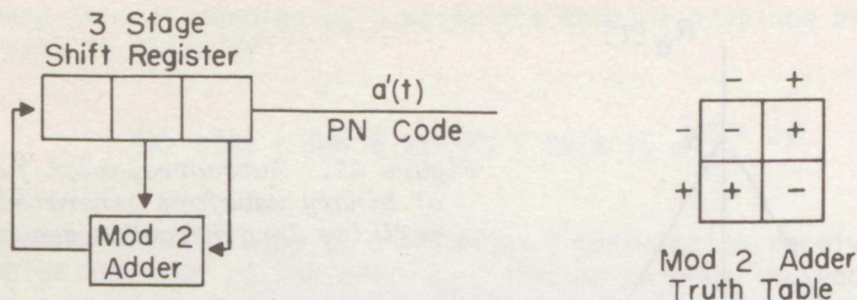 3 Stage
Shift Register
a'(t)
PN Code
Mod 2
Adder
- +
- - +
+ + -
Mod 2 Adder
Truth Table